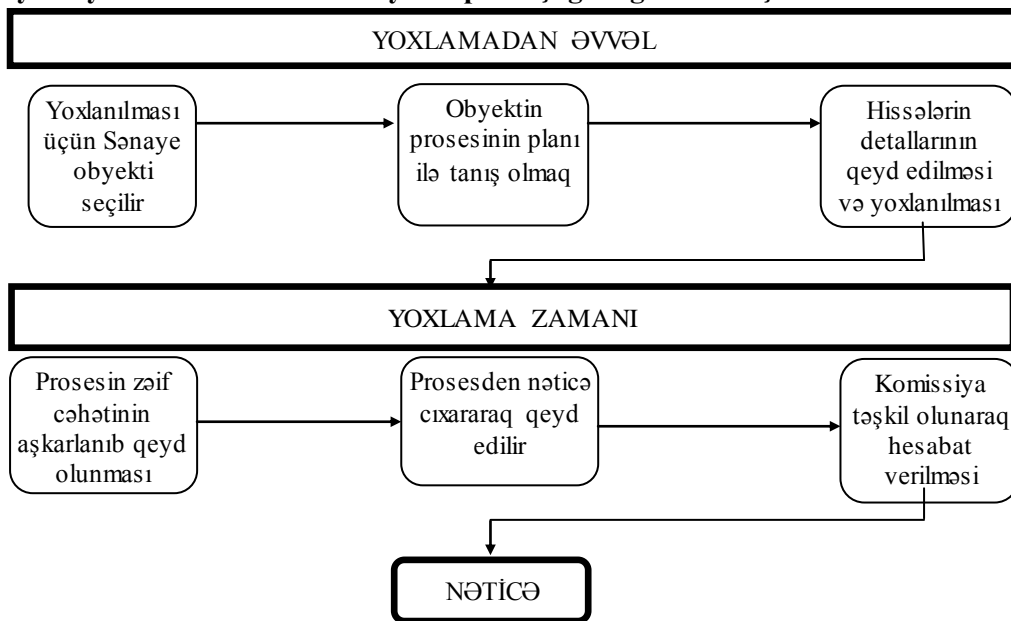 YOXLAMADAN ƏVVƏL
Yoxlanılması
üçün Sənaye
obyekti
seçilir
Obyektin
prosesinin planı
ilə tanış olmaq
Hissələrin
detallarının
qeyd edilməsi
və yoxlanılması
YOXLAMA ZAMANI
Prosesin zəif
cəhətinin
aşkarlanıb qeyd
olunması
Prosesden nəticə
cıxararaq qeyd
edilir
Komissiya
təşkil olunaraq
hesabat
verilməsi
NƏTİCƏ